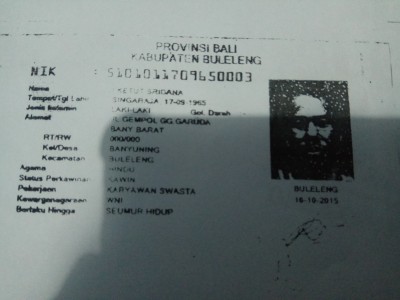 PROVINSI BALI
KABUPATEN BULELENG
NIK : 5101011709650003
Nama KETUT SRIGANA
Tempat/Tgl Lahir SINGARAJA 17-09-1965
Jenis kelamin LAKI-LAKI Gol. Darah
Alamat JL GEMPOL GG GARUDA
BANY BARAT
RT/RW 000/000
Kel/Desa BANYUNING
Kecamatan BULELENG
Agama HINDU
Status Perkawinan KAWIN
Pekerjaan KARYAWAN SWASTA
Kewarganegaraan WNI
Berlaku Hingga SEUMUR HIDUP
BULELENG
16-10-2015